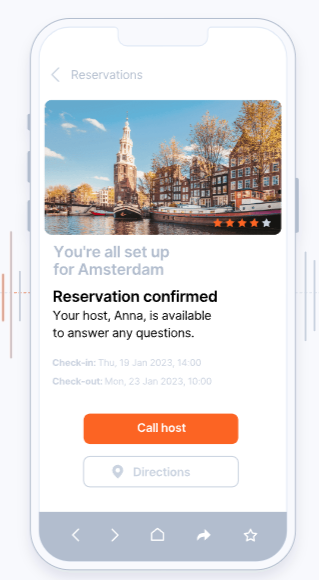 Reservations
You're all set up
for Amsterdam
Reservation confirmed
Your host, Anna, is available
to answer any questions.
Check-in: Thu, 19 Jan 2023, 14:00
Check-out: Mon, 23 Jan 2023, 10:00
Call host
Directions